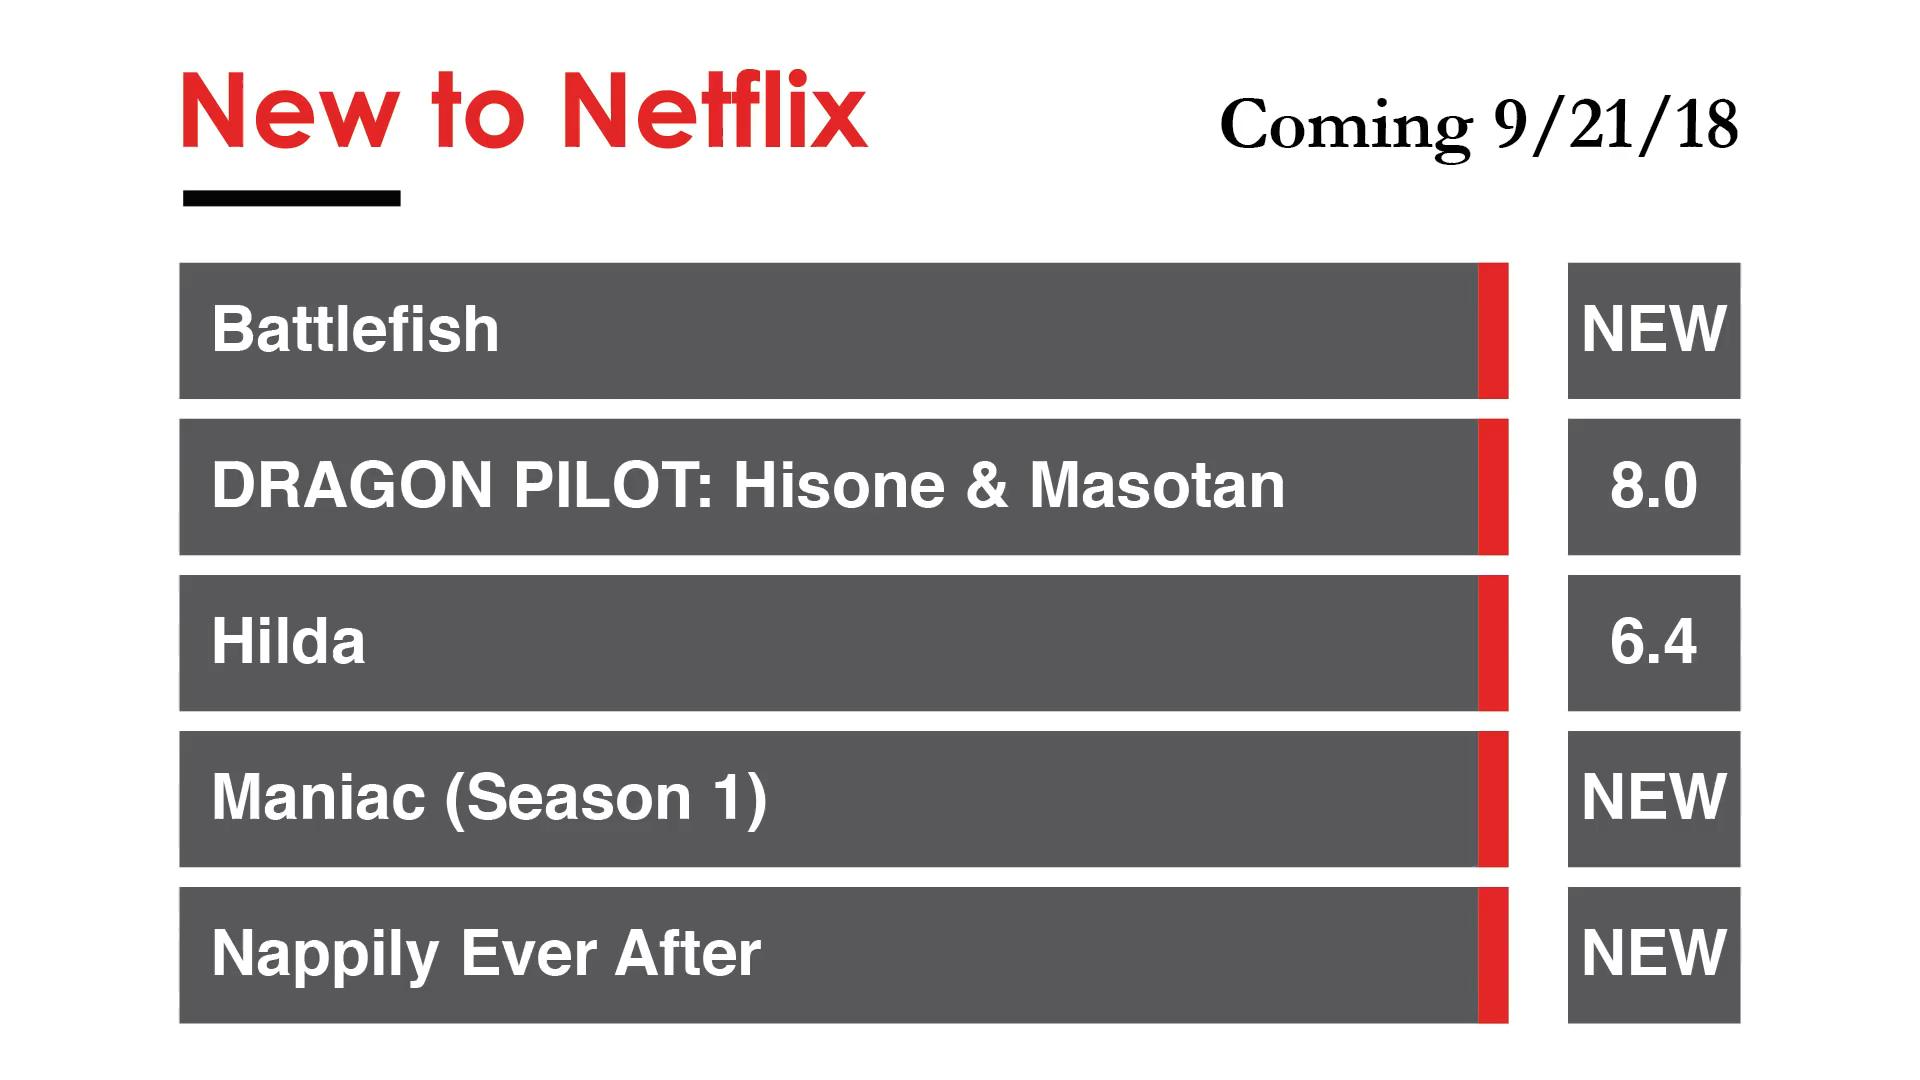 New to Netflix
Coming 9/21/18
Battlefish
NEW
DRAGON PILOT: Hisone & Masotan
8.0
Hilda
6.4
Maniac (Season 1)
NEW
Nappily Ever After
NEW